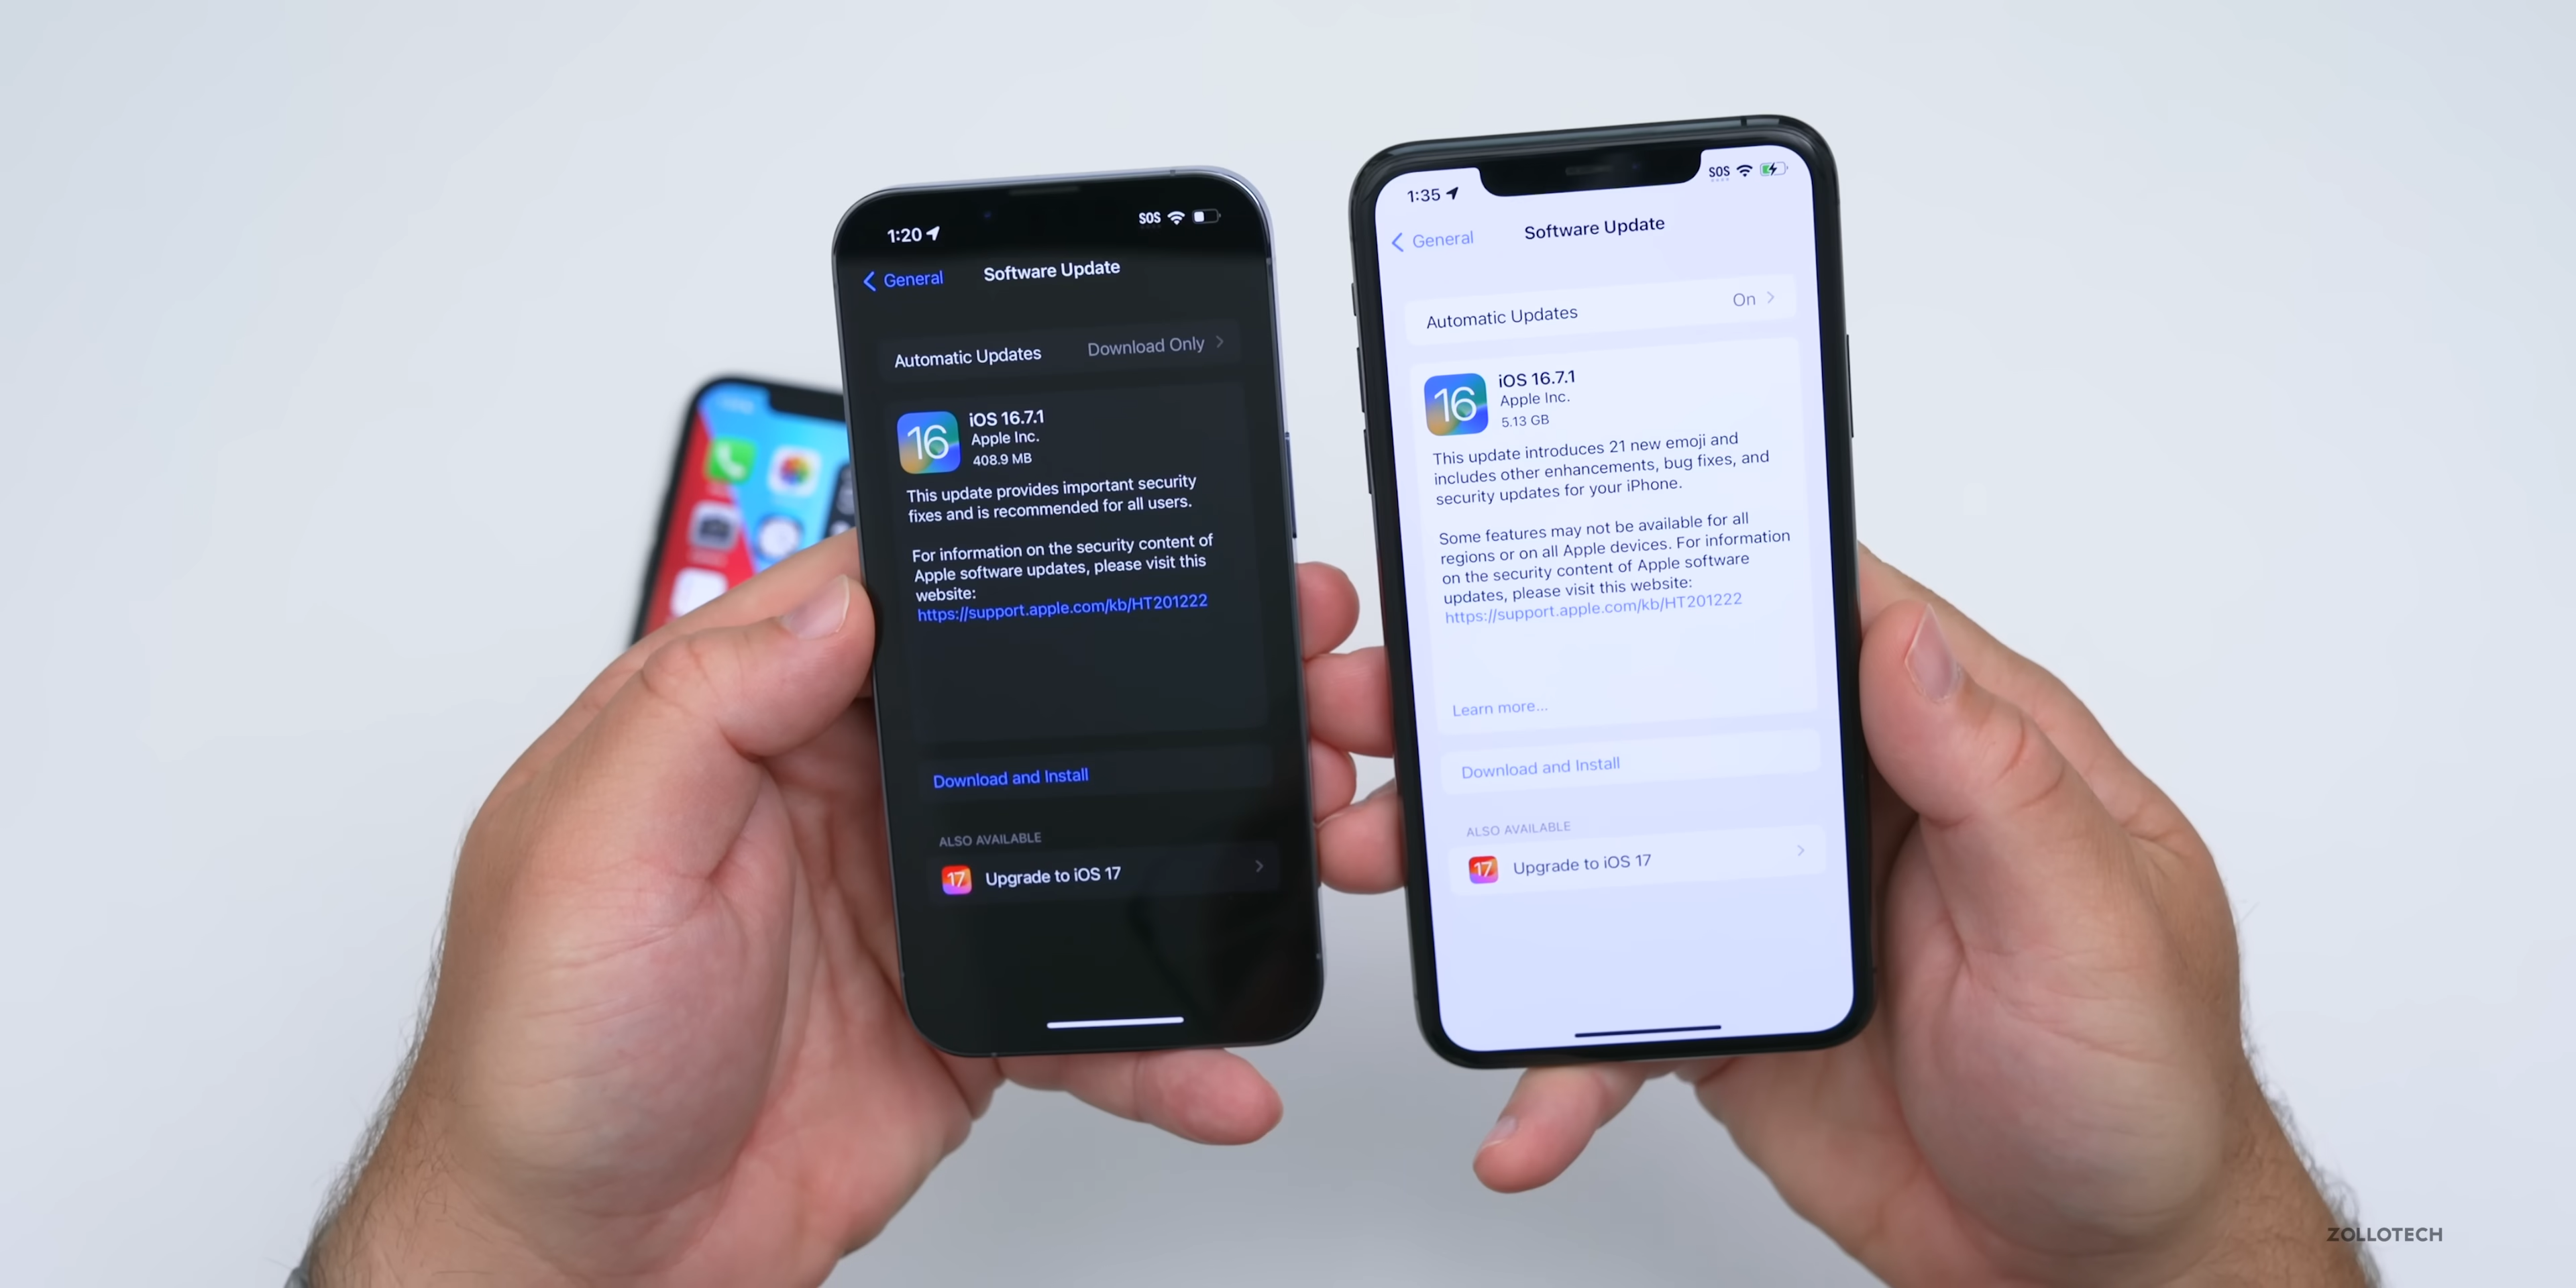 1:20
SOS
General
Software Update
Automatic Updates
Download Only
16
iOS 16.7.1
Apple Inc.
408.9 MB
This update provides important security
fixes and is recommended for all users.
For information on the security content of
Apple software updates, please visit this
website:
https://support.apple.com/kb/HT201222
Download and Install
ALSO AVAILABLE
17
Upgrade to iOS 17
1:35
SOS
General
Software Update
Automatic Updates
On
16
iOS 16.7.1
Apple Inc.
5.13 GB
This update introduces 21 new emoji and
includes other enhancements, bug fixes, and
security updates for your iPhone.
Some features may not be available for all
regions or on all Apple devices. For information
on the security content of Apple software
updates, please visit this website:
https://support.apple.com/kb/HT201222
Learn more...
Download and Install
ALSO AVAILABLE
17
Upgrade to iOS 17
ZOLLOTECH